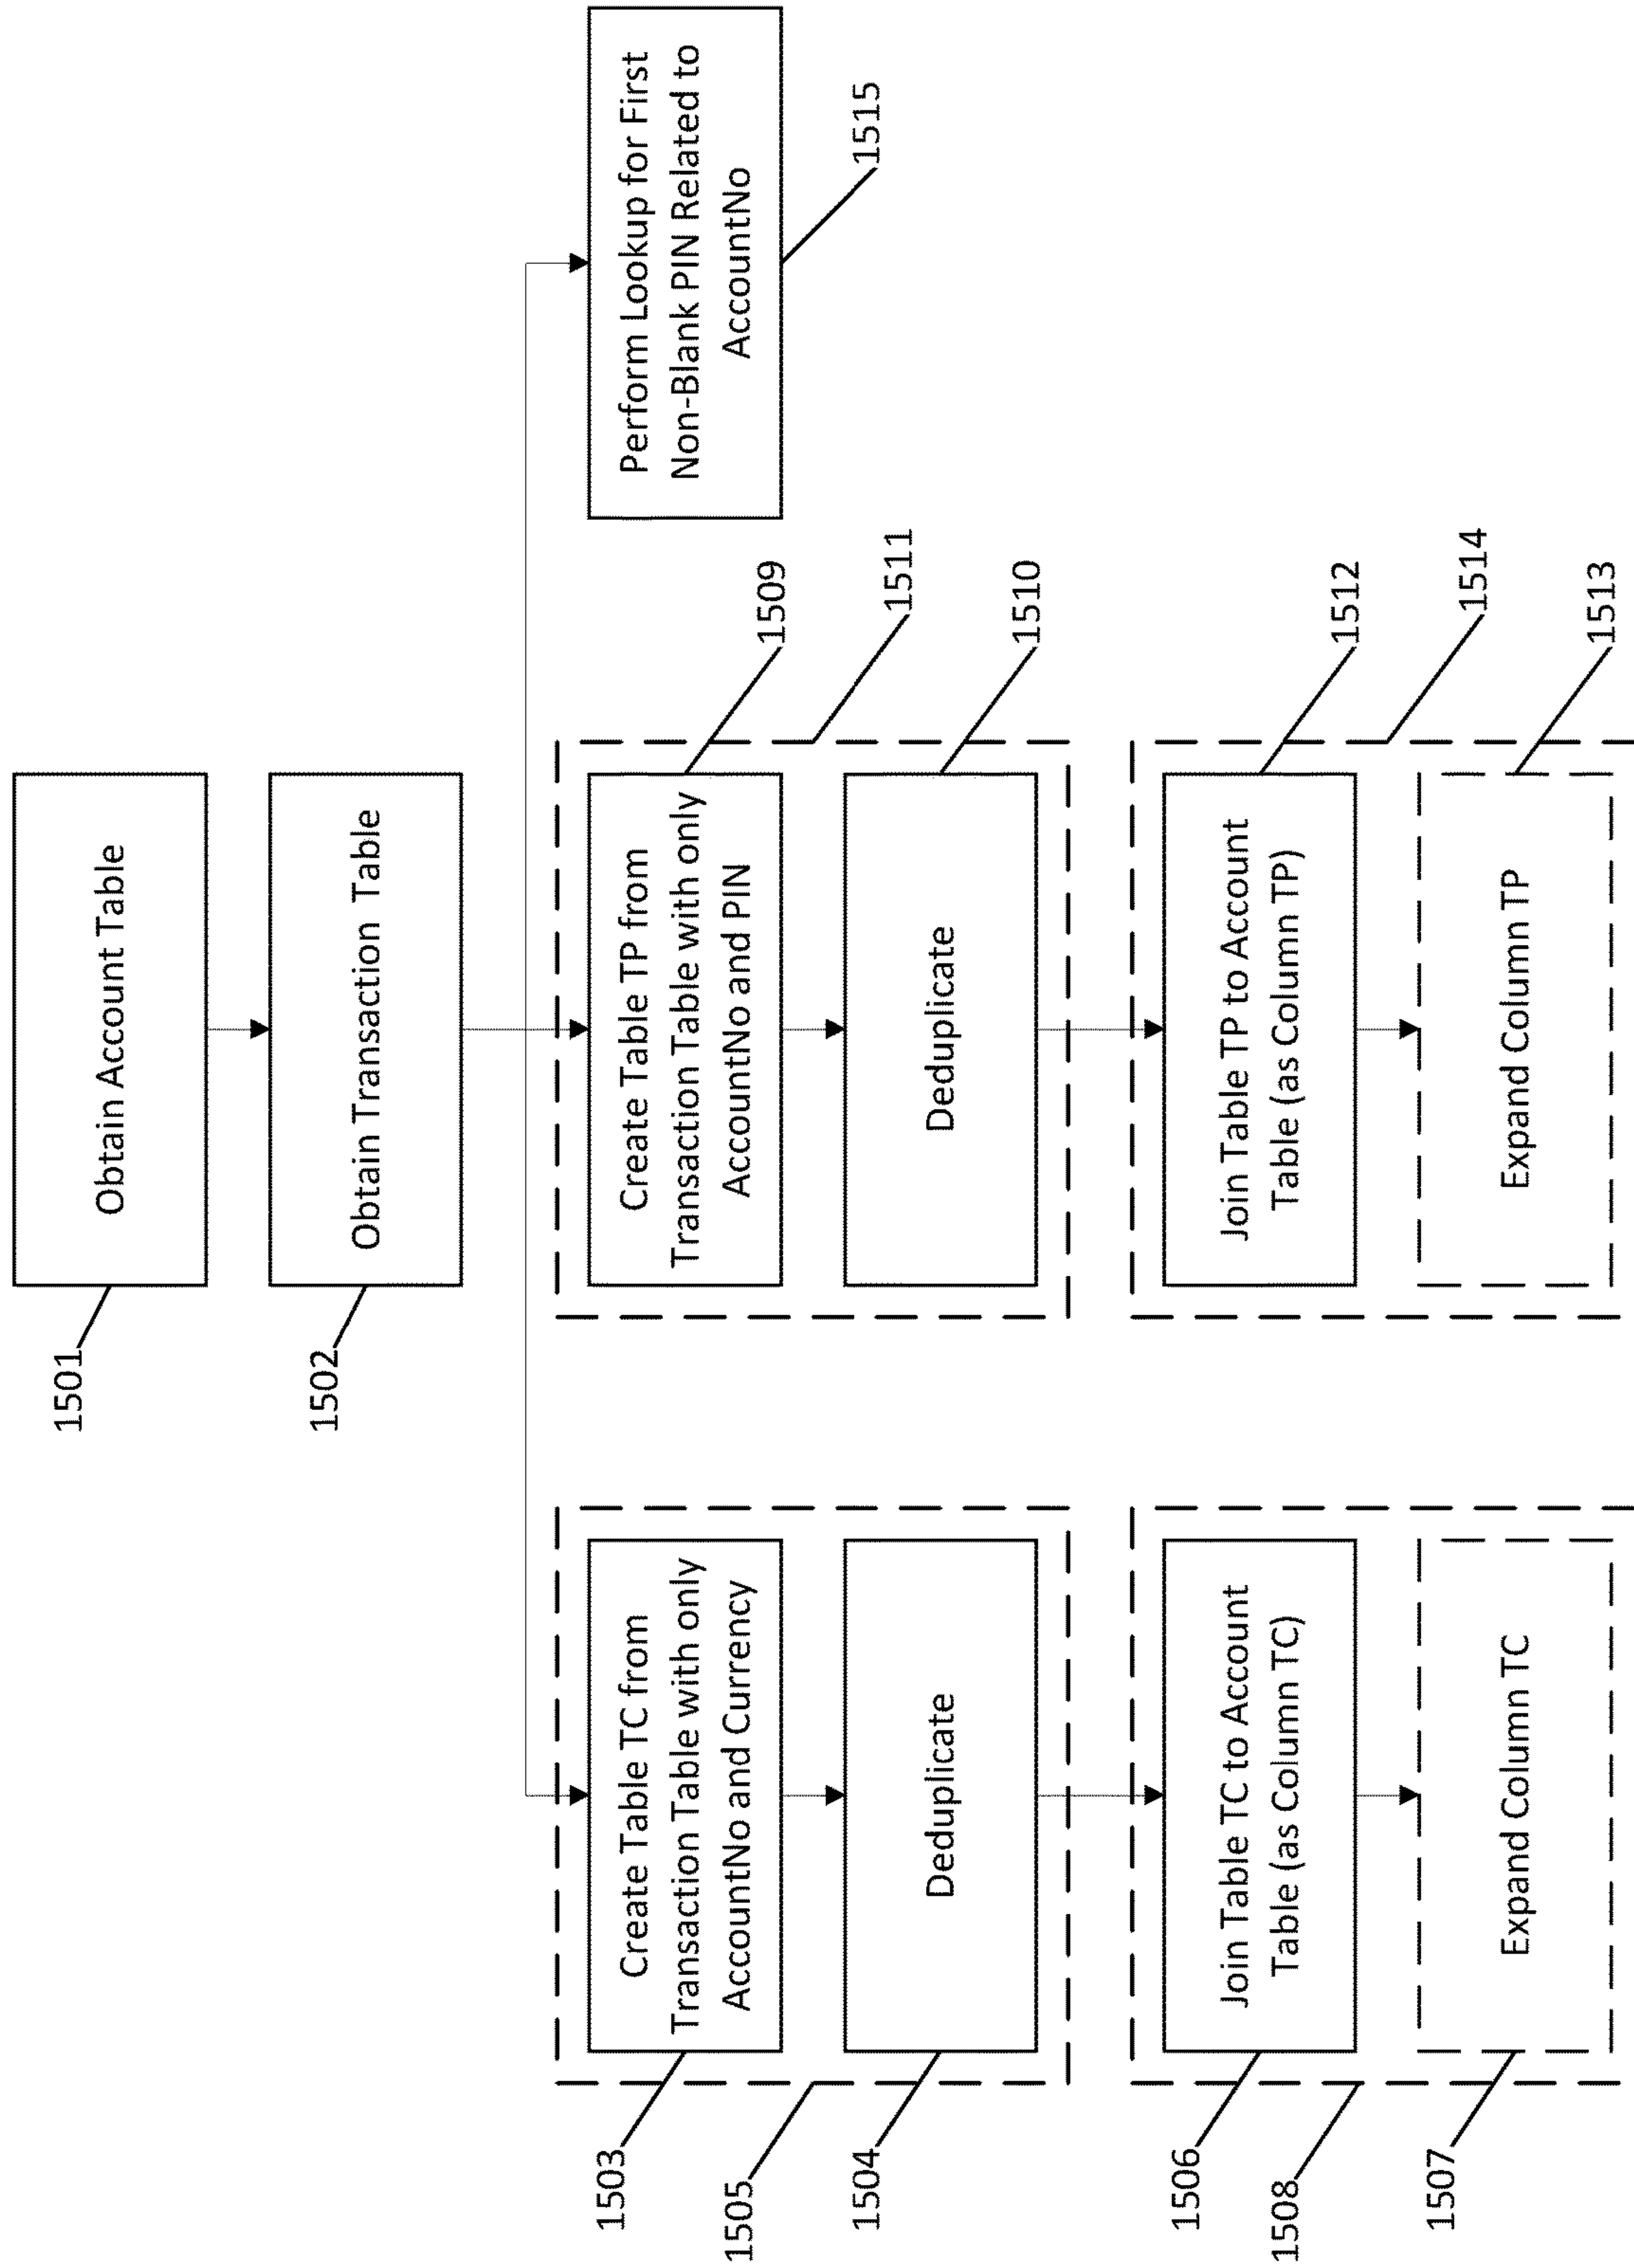 1501
Obtain Account Table
1502
Obtain Transaction Table
1503
Create Table TC from
Transaction Table with only
AccountNo and Currency
1505
1504
Deduplicate
1506
Join Table TC to Account
Table (as Column TC)
1508
1507
Expand Column TC
Create Table TP from
Transaction Table with only
AccountNo and PIN
1509
1511
Deduplicate
1510
Join Table TP to Account
Table (as Column TP)
1512
1514
Expand Column TP
1513
Perform Lookup for First
Non-Blank PIN Related to
AccountNo
1515